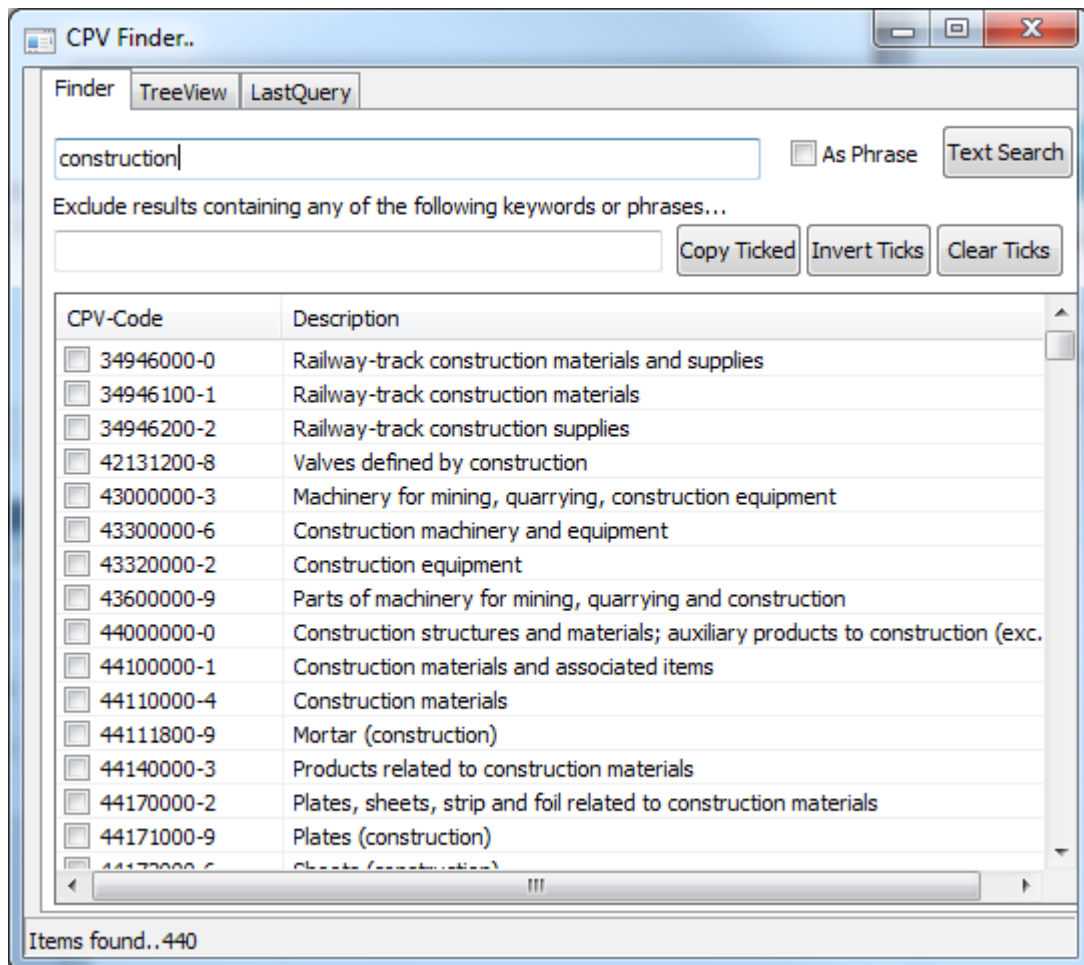 CPV Finder..
Finder TreeView LastQuery
construction As Phrase Text Search
Exclude results containing any of the following keywords or phrases...
Copy Ticked Invert Ticks Clear Ticks
CPV-Code Description
34946000-0 Railway-track construction materials and supplies
34946100-1 Railway-track construction materials
34946200-2 Railway-track construction supplies
42131200-8 Valves defined by construction
43000000-3 Machinery for mining, quarrying, construction equipment
43300000-6 Construction machinery and equipment
43320000-2 Construction equipment
43600000-9 Parts of machinery for mining, quarrying and construction
44000000-0 Construction structures and materials; auxiliary products to construction (exc.
44100000-1 Construction materials and associated items
44110000-4 Construction materials
44111800-9 Mortar (construction)
44140000-3 Products related to construction materials
44170000-2 Plates, sheets, strip and foil related to construction materials
44171000-9 Plates (construction)
44172000-6 Sheets (construction)
Items found..440